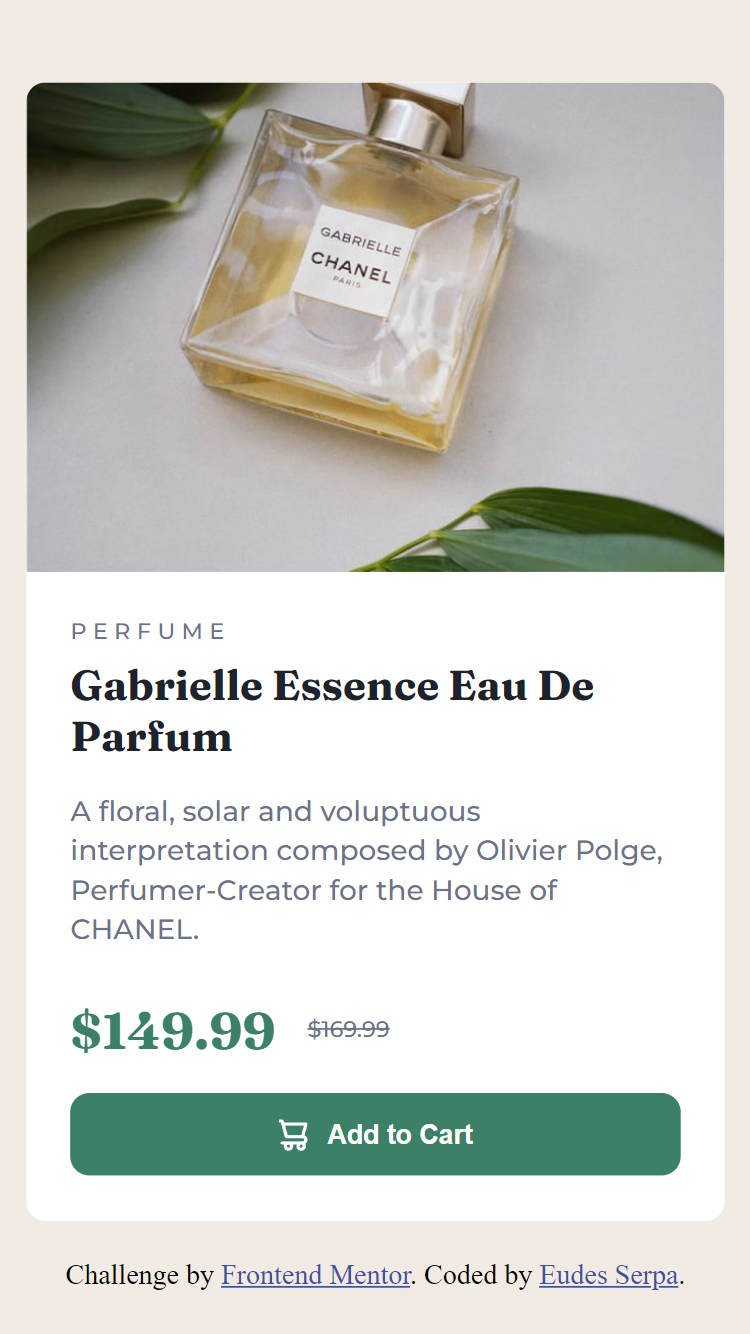 GABRIELLE
CHANEL
PARIS
PERFUME
Gabrielle Essence Eau De
Parfum
A floral, solar and voluptuous
interpretation composed by Olivier Polge,
Perfumer-Creator for the House of
CHANEL.
$149.99 $169.99
Add to Cart
Challenge by Frontend Mentor. Coded by Eudes Serpa.